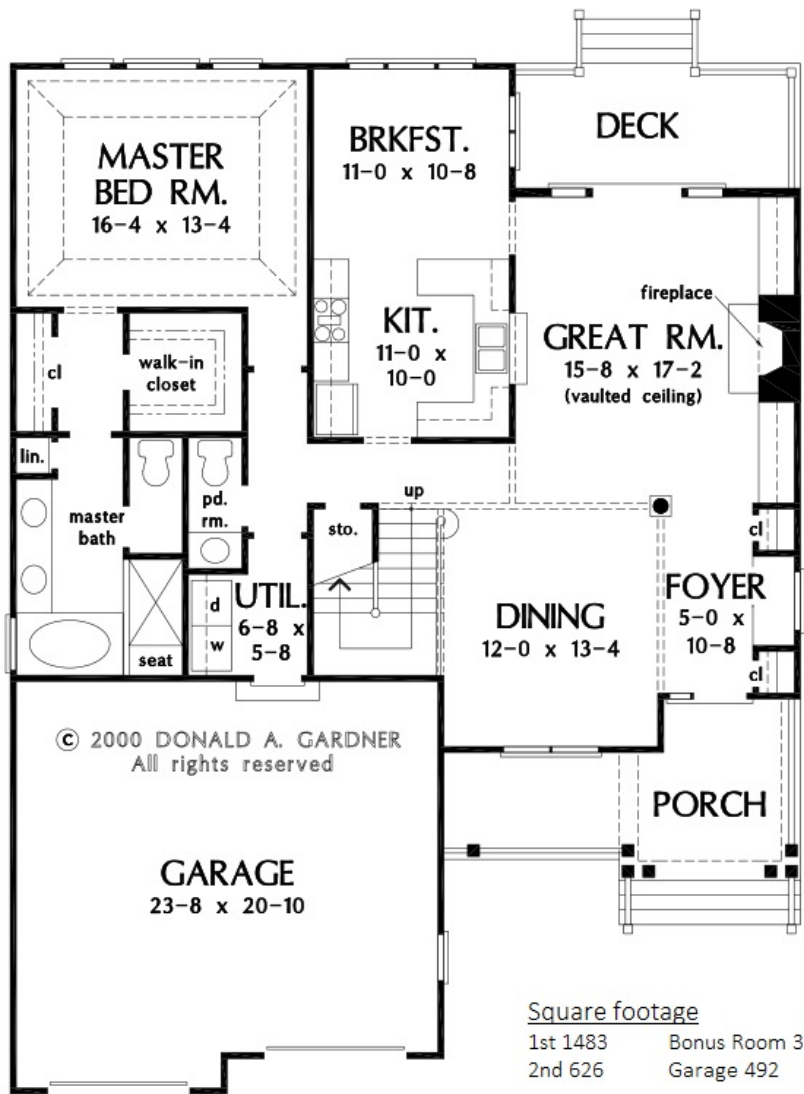 DECK
MASTER
BED RM.
16-4 x 13-4
BRKFST.
11-0 x 10-8
fireplace
KIT.
11-0 x
10-0
GREAT RM.
15-8 x 17-2
(vaulted ceiling)
cl
walk-in
closet
lin.
master
bath
pd.
rm.
up
sto.
cl
FOYER
5-0 x
10-8
UTIL.
6-8 x
5-8
d
w
DINING
12-0 x 13-4
seat
cl
© 2000 DONALD A. GARDNER
All rights reserved
PORCH
GARAGE
23-8 x 20-10
Square footage
1st 1483 Bonus Room 3
2nd 626 Garage 492